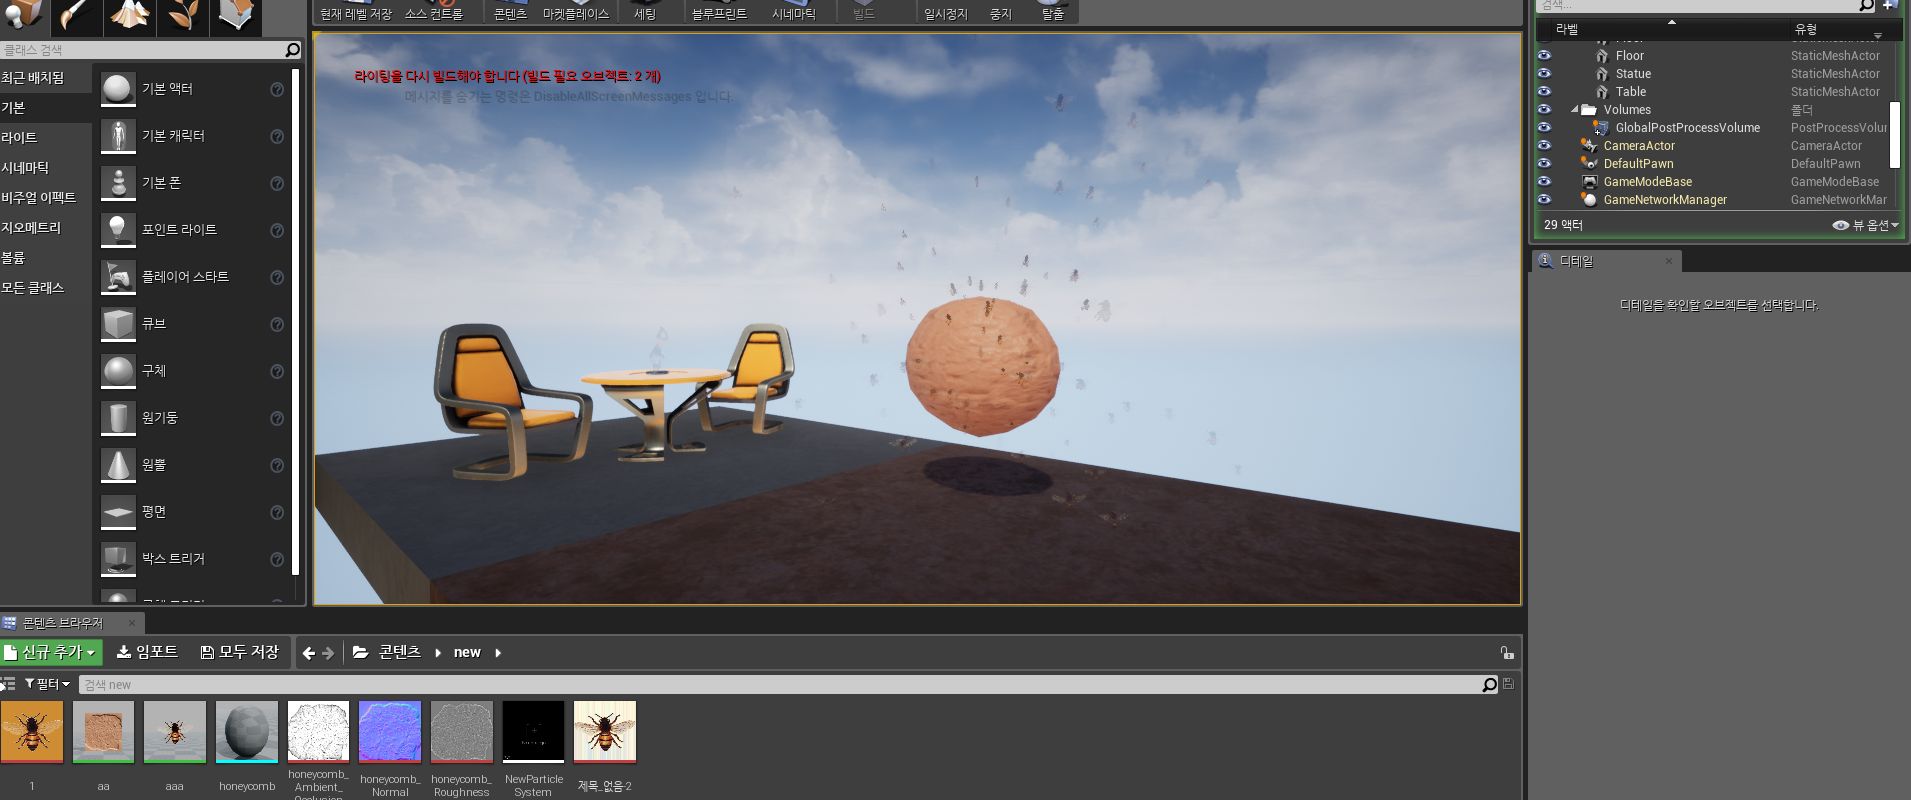 현재 레벨 저장
소스 컨트롤
콘텐츠
마켓플레이스
세팅
블루프린트
시네마틱
빌드
일시정지
중지
탈출
클래스 검색
최근 배치됨
기본
라이트
시네마틱
비주얼 이펙트
지오메트리
볼륨
모든 클래스
기본 액터
기본 캐릭터
기본 폰
포인트 라이트
플레이어 스타트
큐브
구체
원기둥
원뿔
평면
박스 트리거
라이팅을 다시 빌드해야 합니다 (빌드 필요 오브젝트: 2 개)
메시지를 숨기는 명령은 DisableAllScreenMessages 입니다.
검색...
라벨
유형
Floor StaticMeshActor
Statue StaticMeshActor
Table StaticMeshActor
Volumes 폴더
GlobalPostProcessVolume PostProcessVolur
CameraActor CameraActor
DefaultPawn DefaultPawn
GameModeBase GameModeBase
GameNetworkManager GameNetworkMar
29 액터
뷰 옵션
디테일
디테일을 확인할 오브젝트를 선택합니다.
콘텐츠 브라우저
신규 추가
임포트
모두 저장
콘텐츠
new
필터
검색 new
1
aa
aaa
honeycomb
honeycomb_
Ambient_
Occlusion
honeycomb_
Normal
honeycomb_
Roughness
NewParticle
System
제목_없음-2